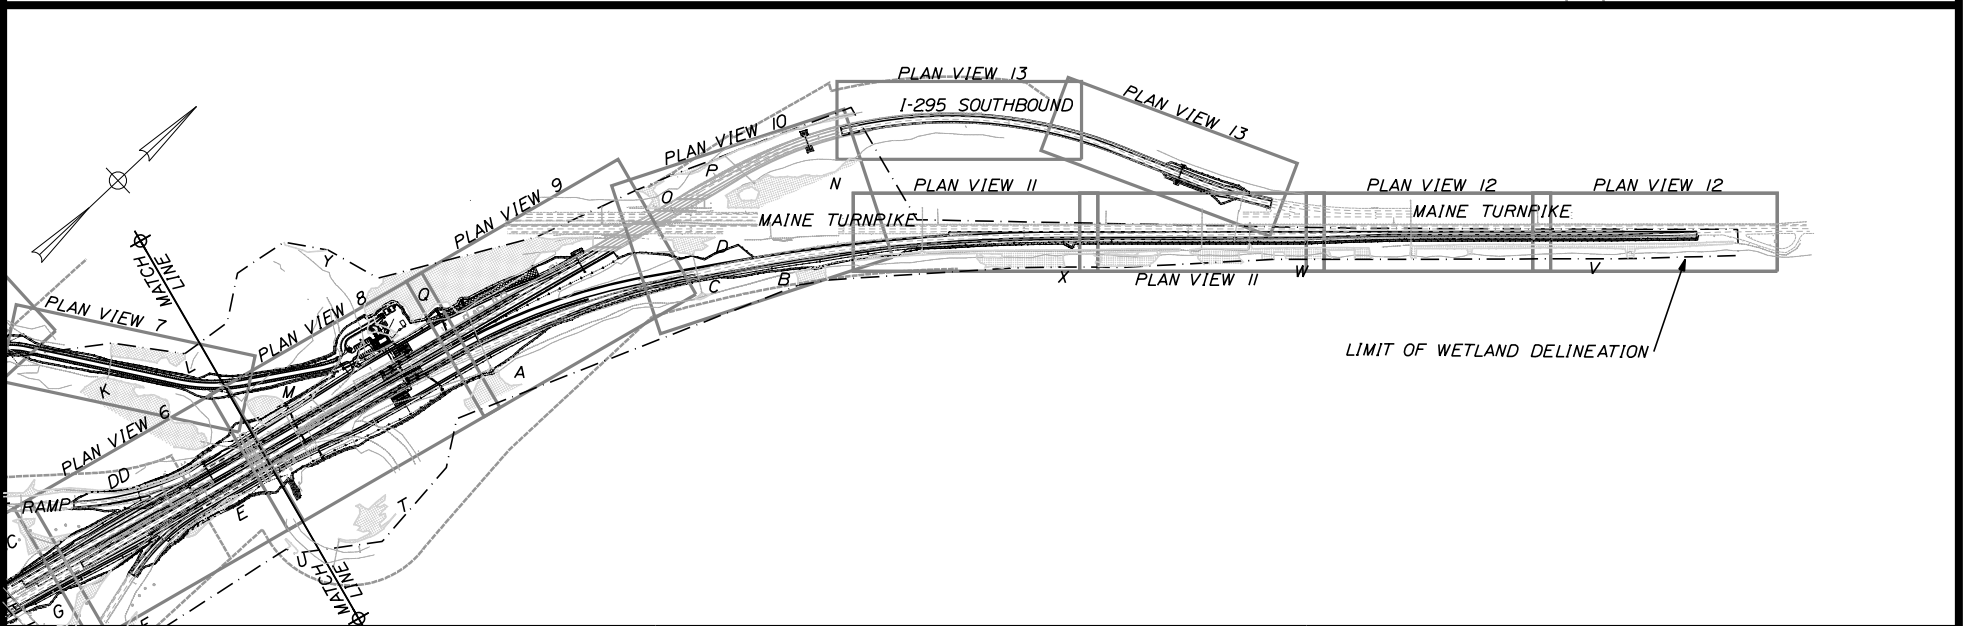 PLAN VIEW 13
I-295 SOUTHBOUND
PLAN VIEW 13
PLAN VIEW 10
P
O
N
PLAN VIEW 9
PLAN VIEW 11
PLAN VIEW 12
PLAN VIEW 12
MAINE TURNPIKE
MAINE TURNPIKE
D
C
B
X
PLAN VIEW 11
W
V
MATCH
LINE
Y
Q
PLAN VIEW 8
PLAN VIEW 7
LIMIT OF WETLAND DELINEATION
L
K
M
A
PLAN VIEW 6
DD
RAMP
E
T
C
U
MATCH
LINE
G
F